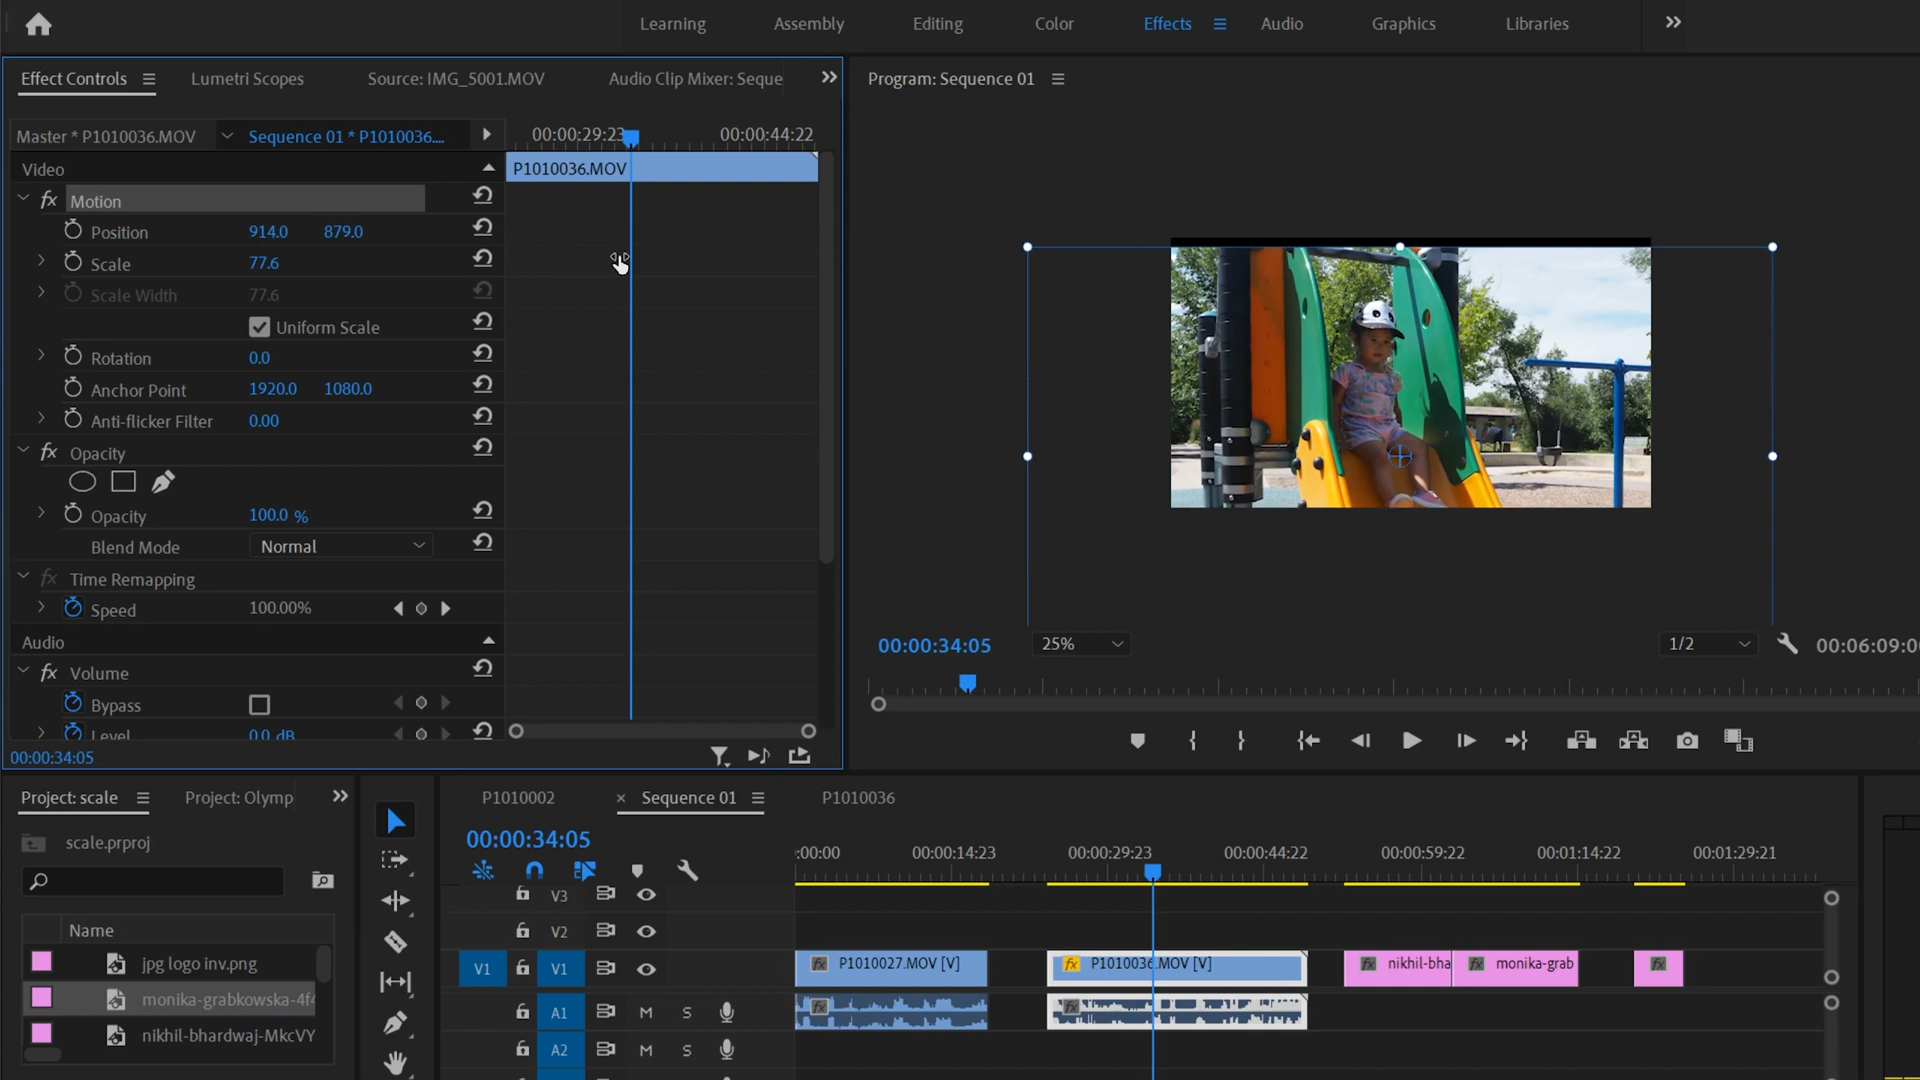 Learning Assembly Editing Color Effects Audio Graphics Libraries
Effect Controls Lumetri Scopes Source: IMG_5001.MOV Audio Clip Mixer: Seque
Program: Sequence 01
Master * P1010036.MOV Sequence 01 * P1010036.... 00:00:29:23 00:00:44:22
Video P1010036.MOV
fx Motion
Position 914.0 879.0
Scale 77.6
Scale Width 77.6
Uniform Scale
Rotation 0.0
Anchor Point 1920.0 1080.0
Anti-flicker Filter 0.00
fx Opacity
Opacity 100.0 %
Blend Mode Normal
fx Time Remapping
Speed 100.00%
Audio
fx Volume
Bypass
Level 0.0 dB
00:00:34:05
00:00:34:05 25% 1/2 00:06:09:0
Project: scale Project: Olymp
scale.prproj
Name
jpg logo inv.png
monika-grabkowska-4f4
nikhil-bhardwaj-MkcVY
P1010002 × Sequence 01 P1010036
00:00:34:05
:00:00 00:00:14:23 00:00:29:23 00:00:44:22 00:00:59:22 00:01:14:22 00:01:29:21
V3
V2
V1 V1 fx P1010027.MOV [V] fx P1010036.MOV [V] fx nikhil-bha fx monika-grab fx
A1 M S fx fx
A2 M S